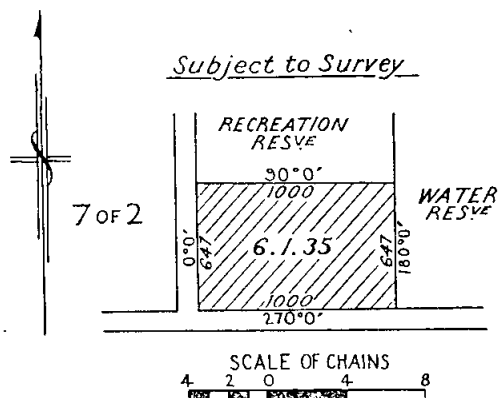 Subject to Survey
RECREATION
RESVE
90°0'
1000
WATER
RESVE
7 OF 2
0°0'
647
6.1.35
647
180°0'
1000
270°0'
SCALE OF CHAINS
4 2 0 4 8